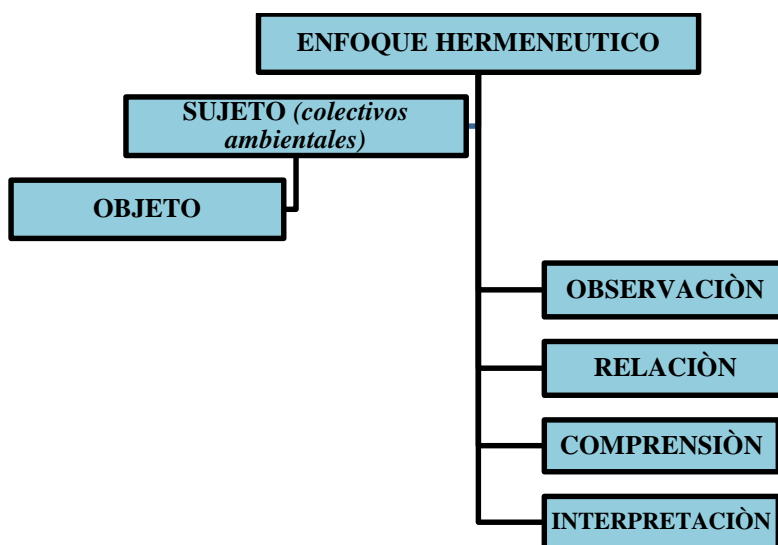 ENFOQUE HERMENEUTICO
SUJETO (colectivos
ambientales)
OBJETO
OBSERVACIÒN
RELACIÒN
COMPRENSIÒN
INTERPRETACIÒN